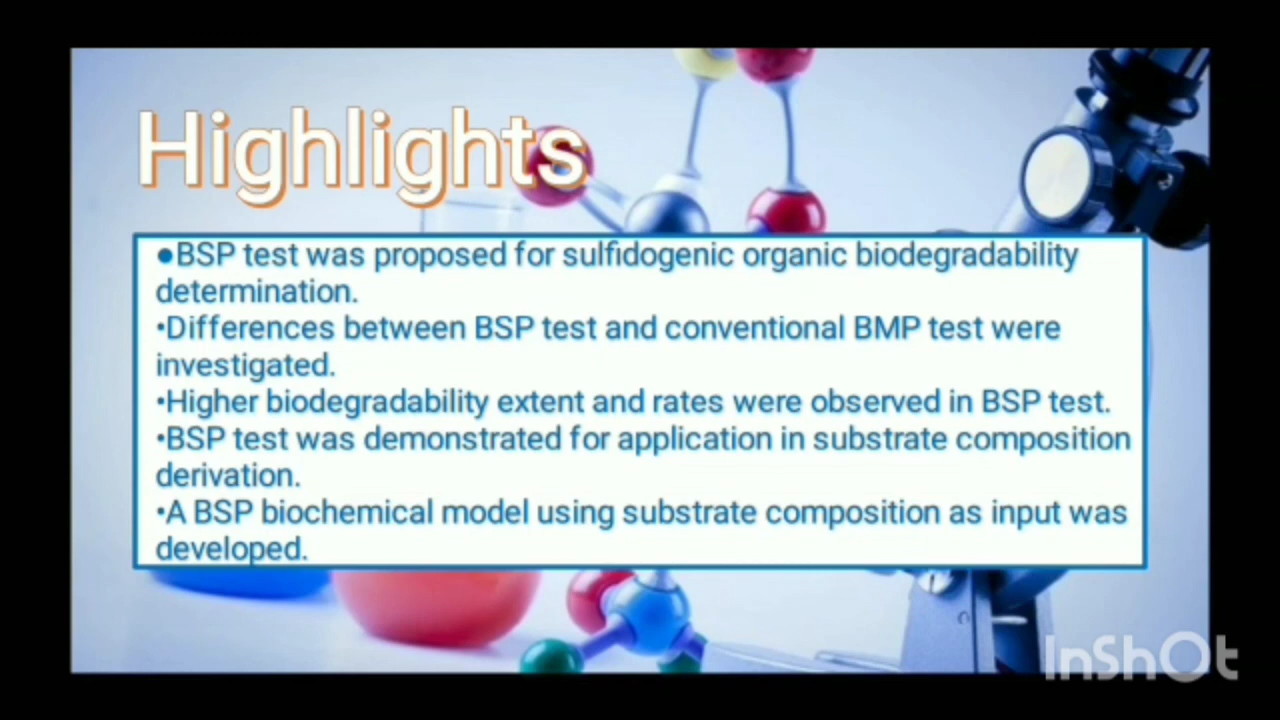 Highlights
●BSP test was proposed for sulfidogenic organic biodegradability
determination.
•Differences between BSP test and conventional BMP test were
investigated.
•Higher biodegradability extent and rates were observed in BSP test.
•BSP test was demonstrated for application in substrate composition
derivation.
•A BSP biochemical model using substrate composition as input was
developed.
InShOt